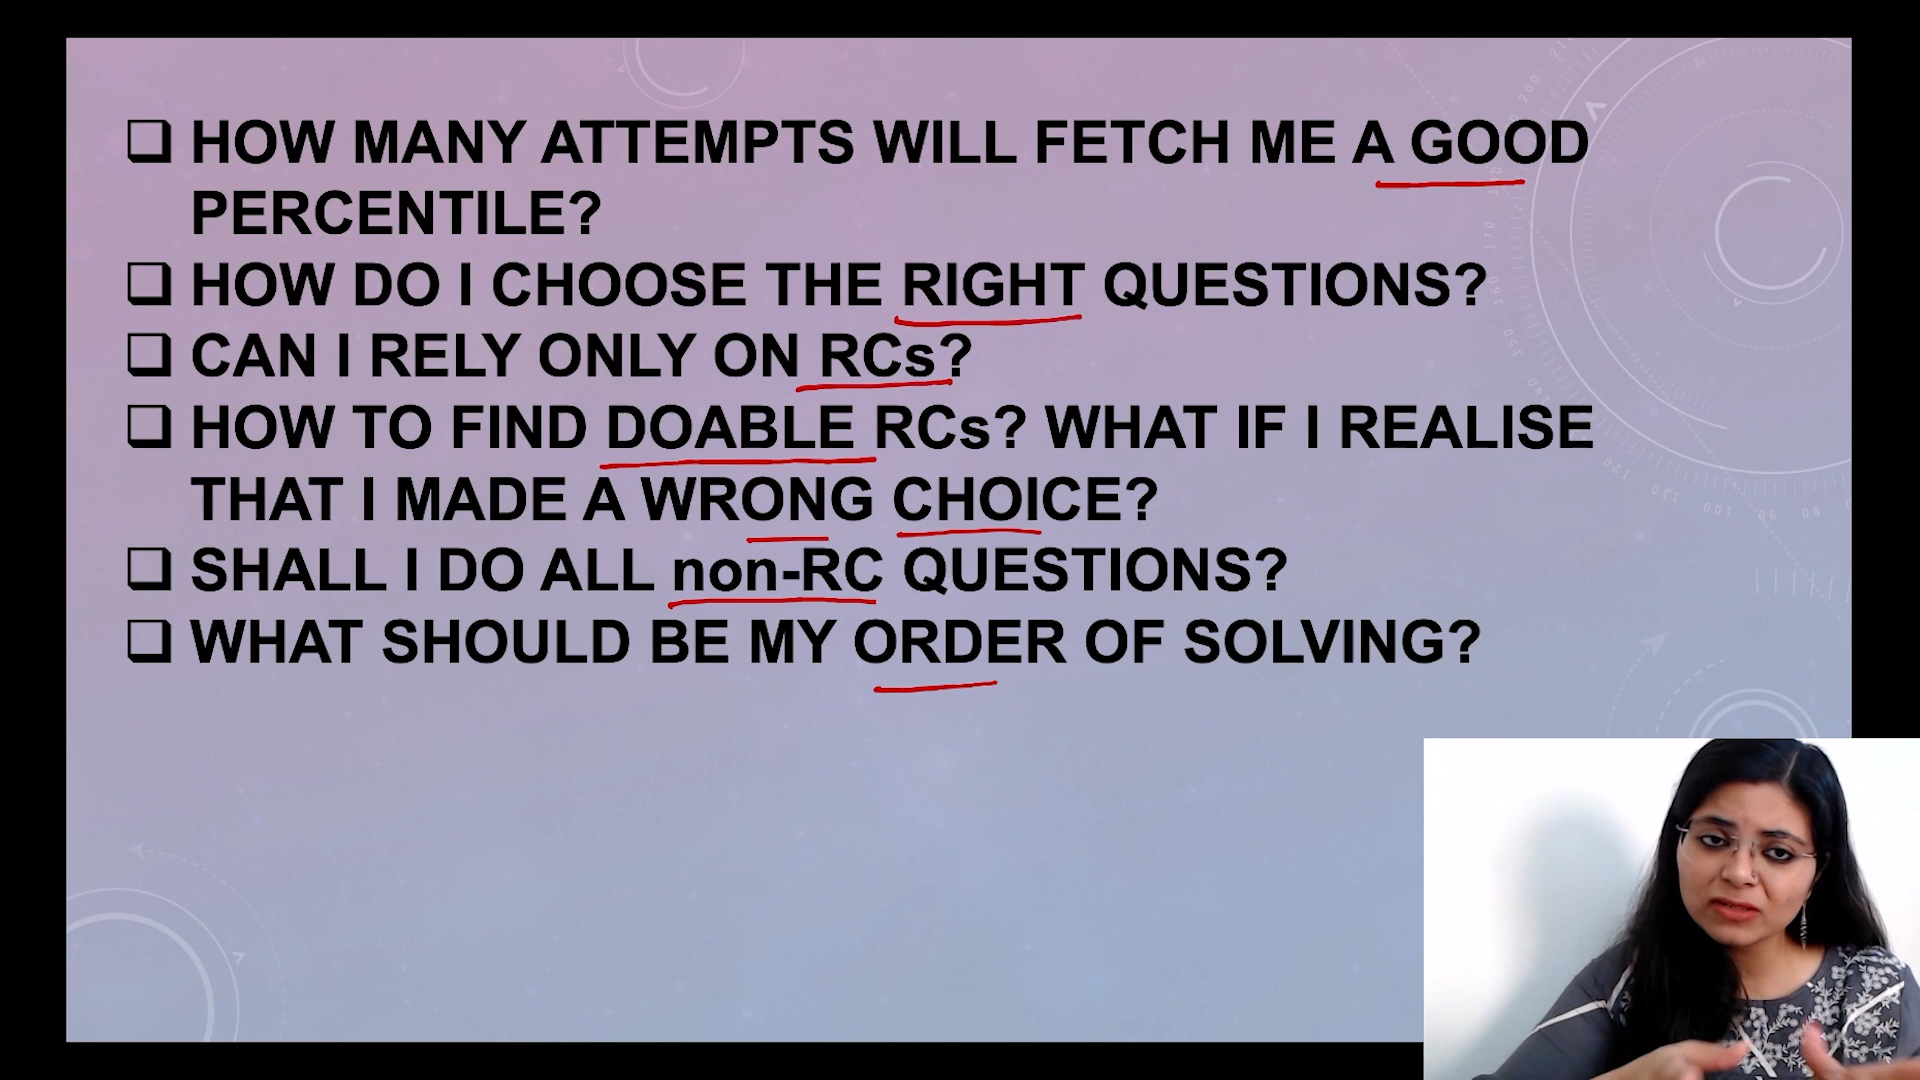 HOW MANY ATTEMPTS WILL FETCH ME A GOOD
PERCENTILE?
HOW DO I CHOOSE THE RIGHT QUESTIONS?
CAN I RELY ONLY ON RCs?
HOW TO FIND DOABLE RCs? WHAT IF I REALISE
THAT I MADE A WRONG CHOICE?
SHALL I DO ALL non-RC QUESTIONS?
WHAT SHOULD BE MY ORDER OF SOLVING?